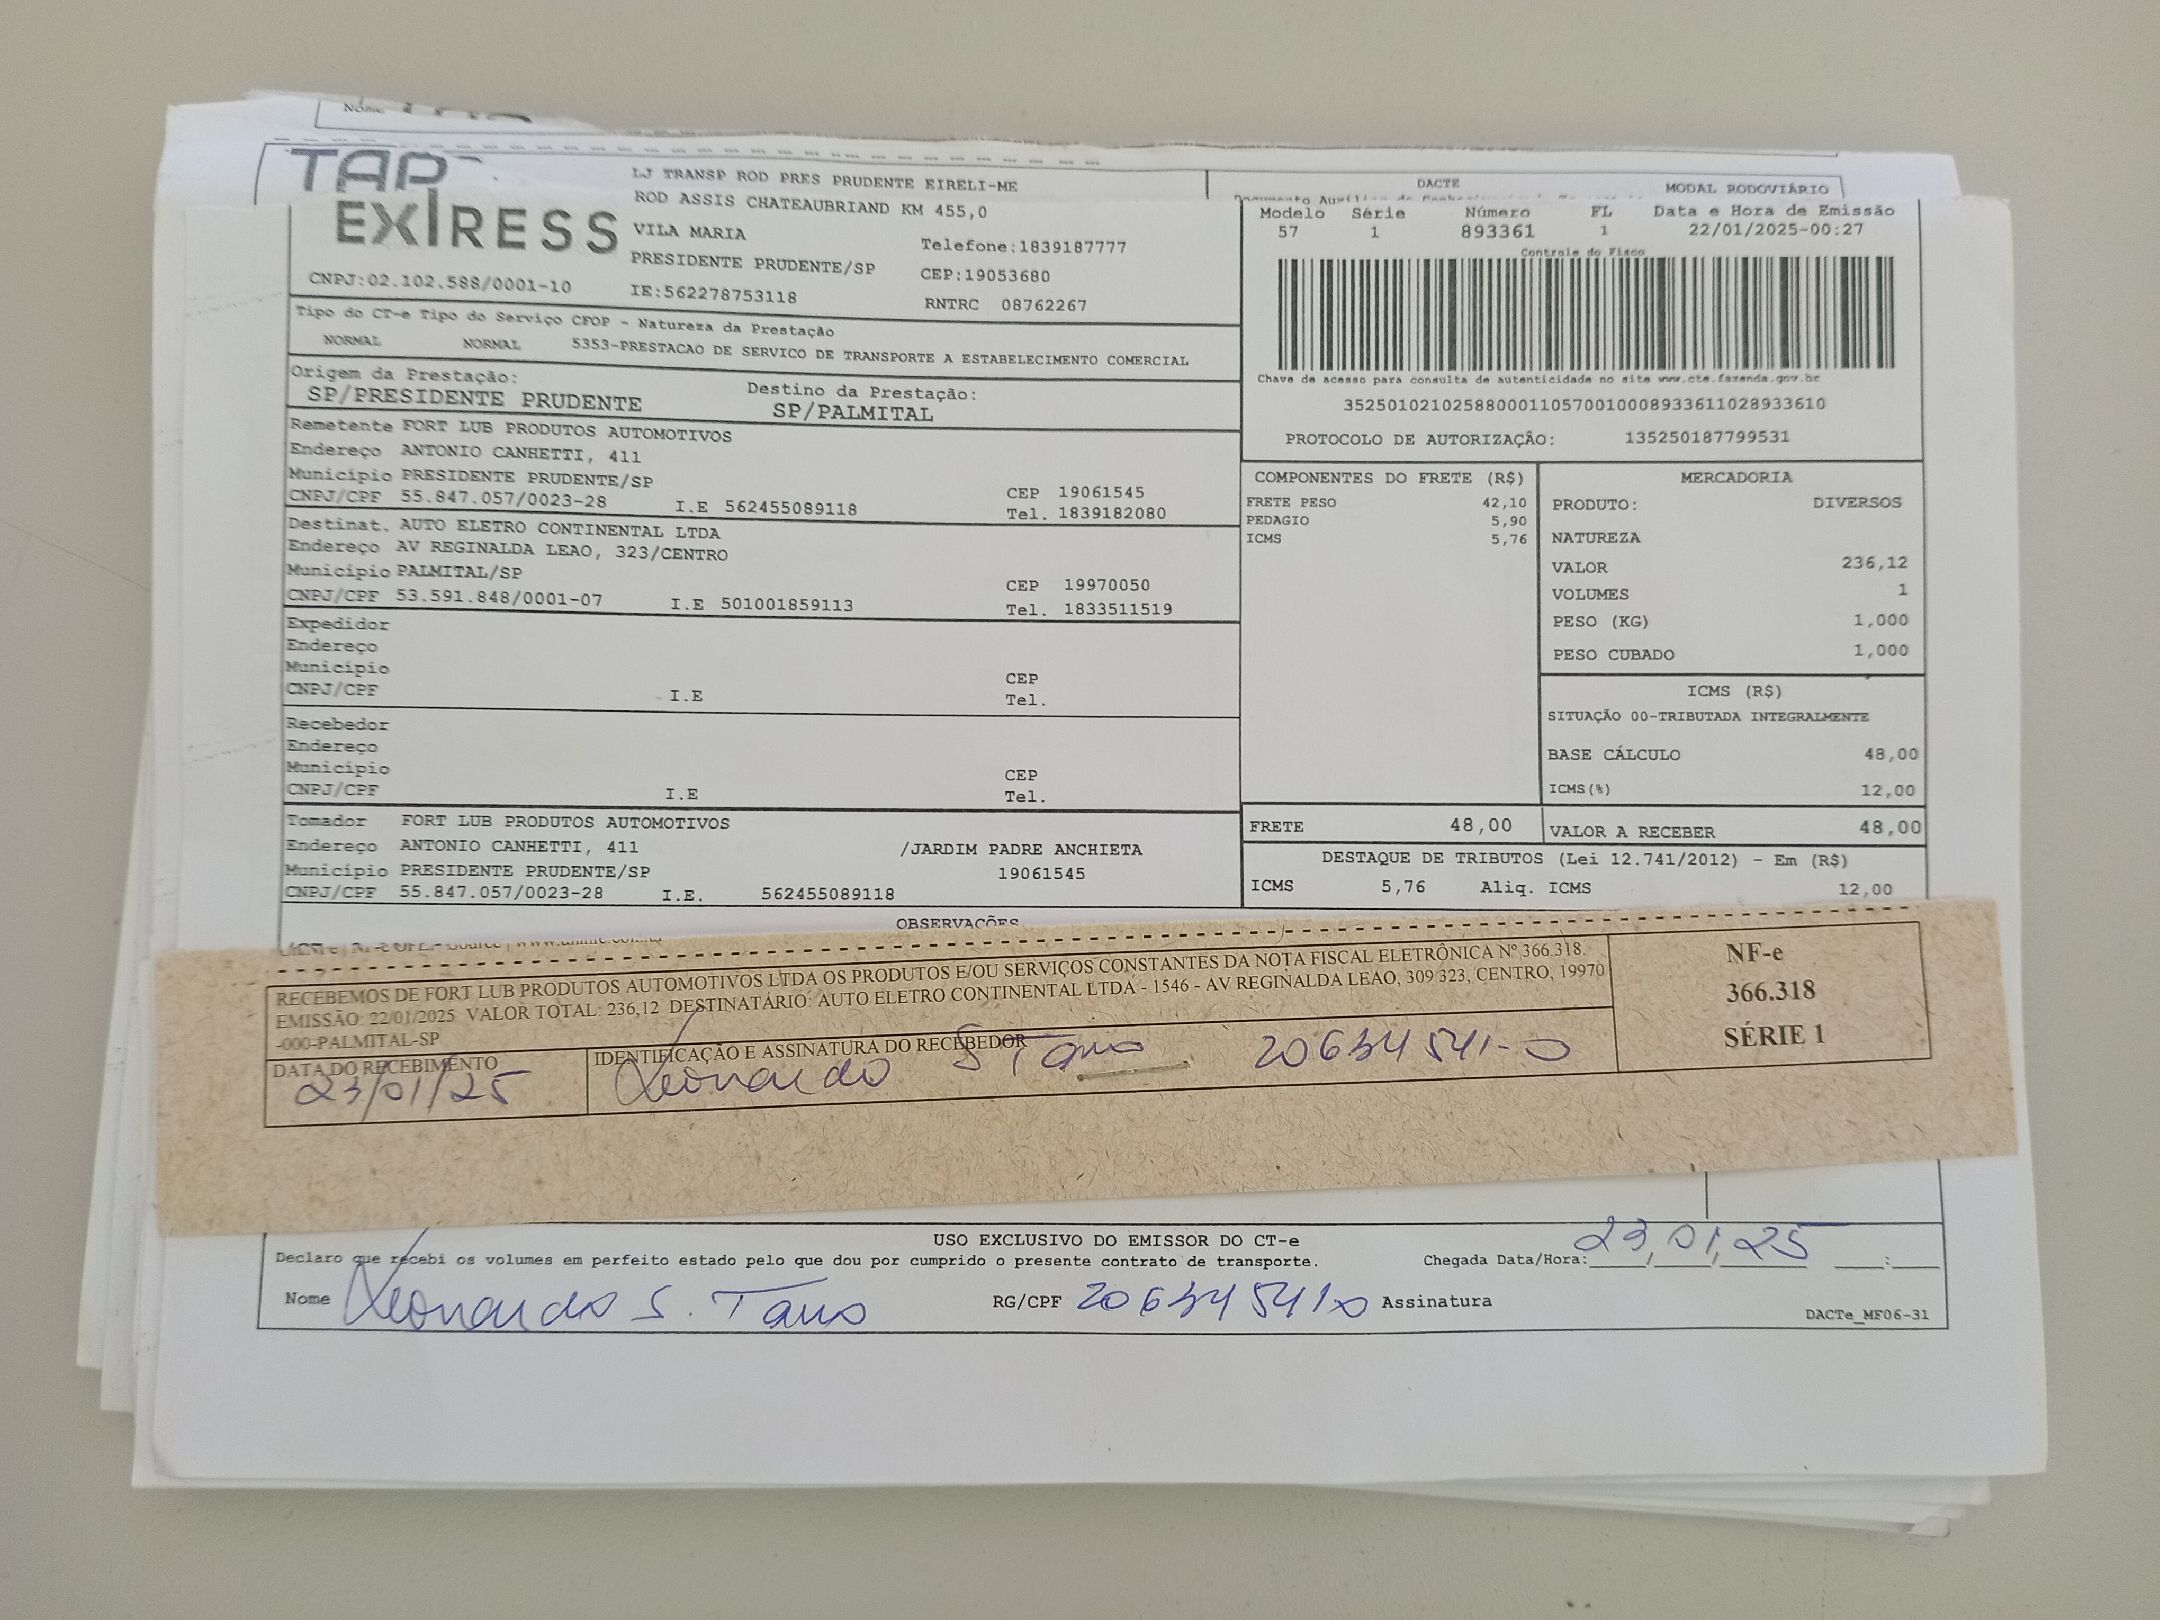 Nome
TAP
EXPRESS
LJ TRANSP ROD PRES PRUDENTE EIRELI-ME
ROD ASSIS CHATEAUBRIAND KM 455,0
VILA MARIA
Telefone:1839187777
PRESIDENTE PRUDENTE/SP
CEP:19053680
CNPJ:02.102.588/0001-10
IE:562278753118
RNTRC 08762267
DACTE
MODAL RODOVIÁRIO
Modelo Série Número FL Data e Hora de Emissão
57 1 893361 1 22/01/2025-00:27
Controle do Fisco
Chave de acesso para consulta de autenticidade no site www.cte.fazenda.gov.br
35250102102588000110570010008933611028933610
PROTOCOLO DE AUTORIZAÇÃO: 135250187799531
Tipo do CT-e Tipo do Serviço CFOP - Natureza da Prestação
NORMAL NORMAL 5353-PRESTACAO DE SERVICO DE TRANSPORTE A ESTABELECIMENTO COMERCIAL
Origem da Prestação: Destino da Prestação:
SP/PRESIDENTE PRUDENTE SP/PALMITAL
Remetente FORT LUB PRODUTOS AUTOMOTIVOS
Endereço ANTONIO CANHETTI, 411
Município PRESIDENTE PRUDENTE/SP CEP 19061545
CNPJ/CPF 55.847.057/0023-28 I.E 562455089118 Tel. 1839182080
Destinat. AUTO ELETRO CONTINENTAL LTDA
Endereço AV REGINALDA LEAO, 323/CENTRO
Município PALMITAL/SP CEP 19970050
CNPJ/CPF 53.591.848/0001-07 I.E 501001859113 Tel. 1833511519
Expedidor
Endereço
Município CEP
CNPJ/CPF I.E Tel.
Recebedor
Endereço
Município CEP
CNPJ/CPF I.E Tel.
Tomador FORT LUB PRODUTOS AUTOMOTIVOS
Endereço ANTONIO CANHETTI, 411 /JARDIM PADRE ANCHIETA
Município PRESIDENTE PRUDENTE/SP 19061545
CNPJ/CPF 55.847.057/0023-28 I.E. 562455089118
COMPONENTES DO FRETE (R$)
FRETE PESO 42,10
PEDAGIO 5,90
ICMS 5,76
MERCADORIA
PRODUTO: DIVERSOS
NATUREZA
VALOR 236,12
VOLUMES 1
PESO (KG) 1,000
PESO CUBADO 1,000
ICMS (R$)
SITUAÇÃO 00-TRIBUTADA INTEGRALMENTE
BASE CÁLCULO 48,00
ICMS(%) 12,00
FRETE 48,00 VALOR A RECEBER 48,00
DESTAQUE DE TRIBUTOS (Lei 12.741/2012) - Em (R$)
ICMS 5,76 Aliq. ICMS 12,00
OBSERVAÇÕES
RECEBEMOS DE FORT LUB PRODUTOS AUTOMOTIVOS LTDA OS PRODUTOS E/OU SERVIÇOS CONSTANTES DA NOTA FISCAL ELETRÔNICA Nº 366.318.
EMISSÃO: 22/01/2025 VALOR TOTAL: 236,12 DESTINATÁRIO: AUTO ELETRO CONTINENTAL LTDA - 1546 - AV REGINALDA LEAO, 309 323, CENTRO, 19970
-000-PALMITAL-SP
DATA DO RECEBIMENTO
23/01/25
IDENTIFICAÇÃO E ASSINATURA DO RECEBEDOR
Leonardo S Tano 20634541-0
NF-e
366.318
SÉRIE 1
USO EXCLUSIVO DO EMISSOR DO CT-e
Declaro que recebi os volumes em perfeito estado pelo que dou por cumprido o presente contrato de transporte.
Chegada Data/Hora: 23/01/25 :
Nome Leonardo S. Tano RG/CPF 206345410 Assinatura
DACTe_MF06-31